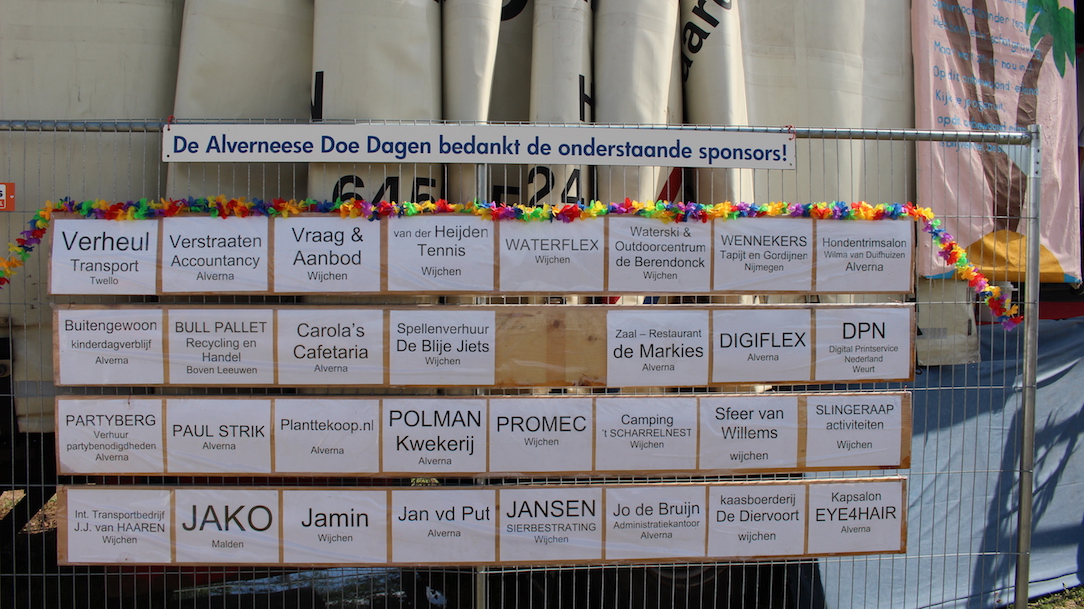 De Alverneese Doe Dagen bedankt de onderstaande sponsors!
645
24
Verheul
Transport
Twello
Verstraaten
Accountancy
Alverna
Vraag &
Aanbod
Wijchen
van der Heijden
Tennis
Wijchen
WATERFLEX
Wijchen
Waterski &
Outdoorcentrum
de Berendonck
Wijchen
WENNEKERS
Tapijt en Gordijnen
Nijmegen
Hondentrimsalon
Wilma van Duifhuizen
Alverna
Buitengewoon
kinderdagverblijf
Alverna
BULL PALLET
Recycling en
Handel
Boven Leeuwen
Carola's
Cafetaria
Alverna
Spellenverhuur
De Blije Jiets
Wijchen
Zaal – Restaurant
de Markies
Alverna
DIGIFLEX
Alverna
DPN
Digital Printservice
Nederland
Weurt
PARTYBERG
Verhuur
partybenodigheden
Alverna
PAUL STRIK
Alverna
Planttekoop.nl
Alverna
POLMAN
Kwekerij
Alverna
PROMEC
Wijchen
Camping
't SCHARRELNEST
Wijchen
Sfeer van
Willems
wijchen
SLINGERAAP
activiteiten
Wijchen
Int. Transportbedrijf
J.J. van HAAREN
Wijchen
JAKO
Malden
Jamin
Wijchen
Jan vd Put
Alverna
JANSEN
SIERBESTRATING
Wijchen
Jo de Bruijn
Administratiekantoor
Alverna
kaasboerderij
De Diervoort
wijchen
Kapsalon
EYE4HAIR
Alverna